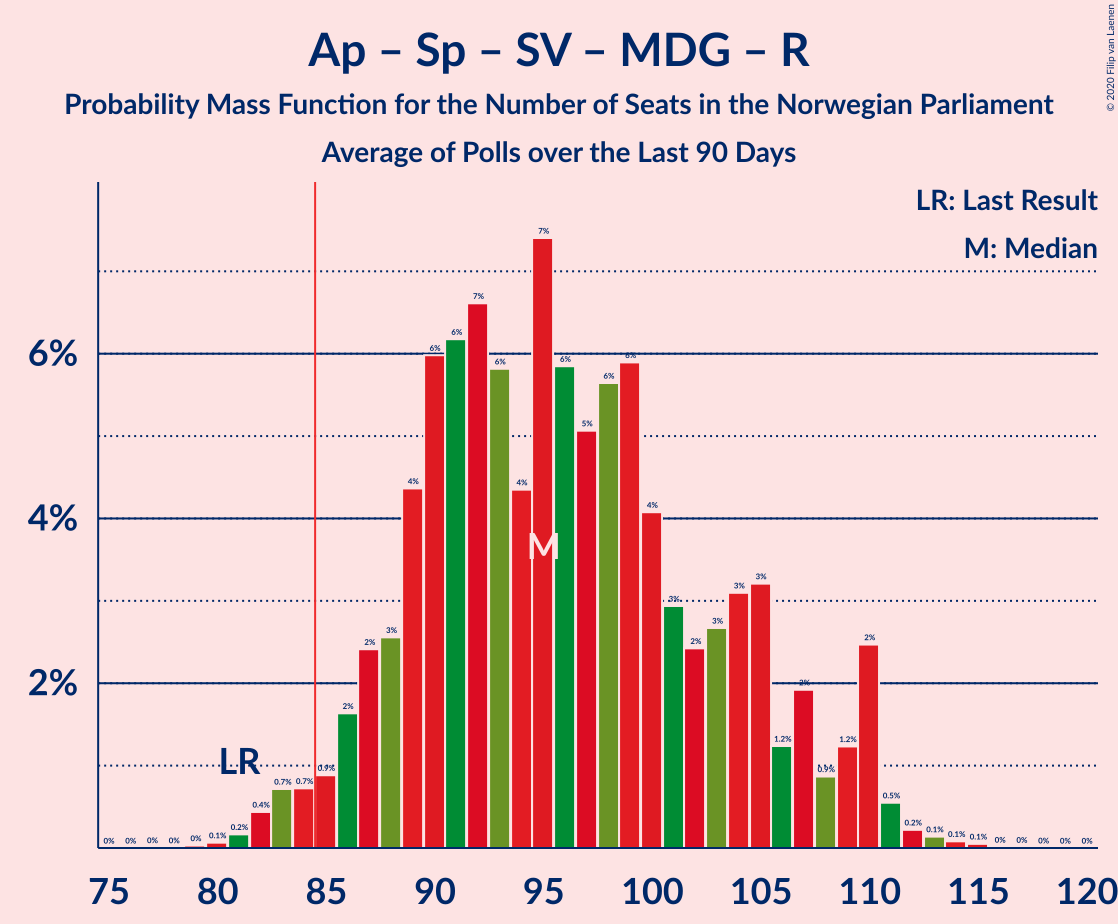 Ap – Sp – SV – MDG – R
Probability Mass Function for the Number of Seats in the Norwegian Parliament
Average of Polls over the Last 90 Days
© 2020 Filip van Laenen
LR: Last Result
M: Median
6%
4%
2%
LR
M
0% 0% 0% 0% 0% 0.1% 0.2% 0.4% 0.7% 0.7% 0.9% 2% 2% 3% 4% 6% 6% 7% 6% 4% 7% 6% 5% 6% 6% 4% 3% 2% 3% 3% 3% 1.2% 2% 0.9% 1.2% 2% 0.5% 0.2% 0.1% 0.1% 0.1% 0% 0% 0% 0% 0%
75 80 85 90 95 100 105 110 115 120